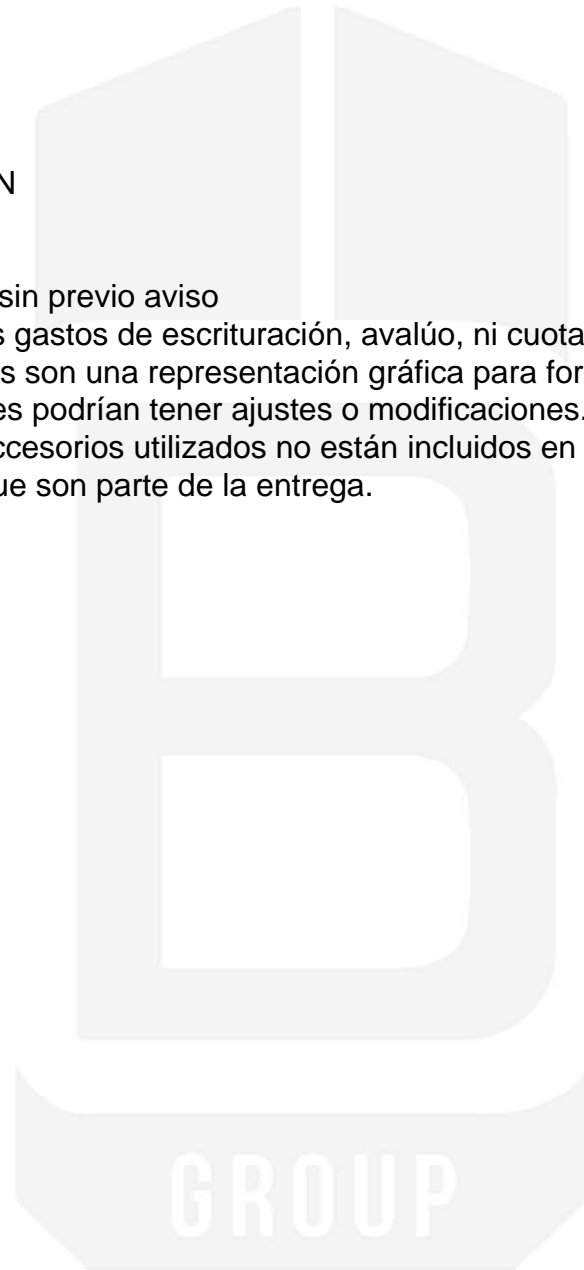 N
sin previo aviso
s gastos de escrituración, avalúo, ni cuota
s son una representación gráfica para for
es podrían tener ajustes o modificaciones.
ccesorios utilizados no están incluidos en
ue son parte de la entrega.
B
GROUP